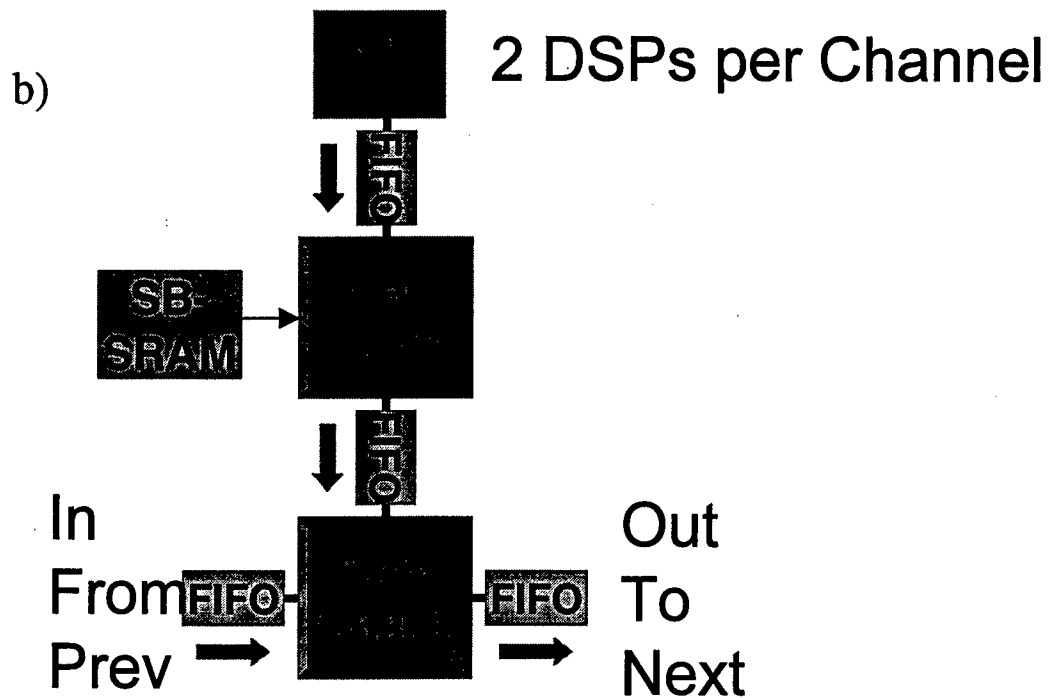 b)
2 DSPs per Channel
FIFO
SB-
SRAM
FIFO
In
From
Prev
FIFO
FIFO
Out
To
Next